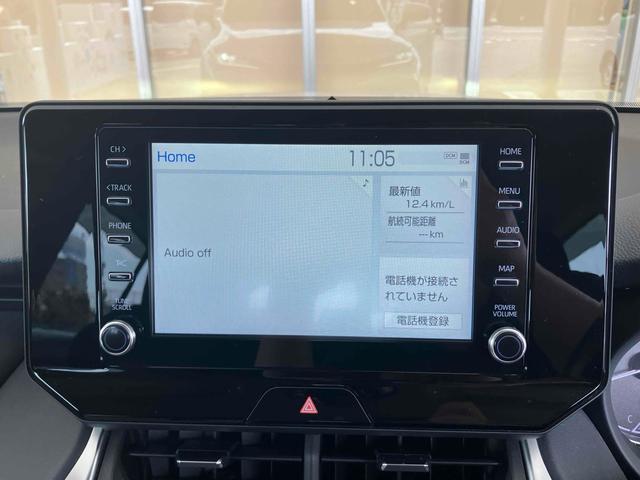 Home
11:05
DCM
DCM
CH >
< TRACK
PHONE
TUNE
SCROLL
Audio off
最新値
12.4 km/L
航続可能距離
--- km
電話機が接続さ
れていません
電話機登録
HOME
MENU
AUDIO
MAP
POWER
VOLUME
C